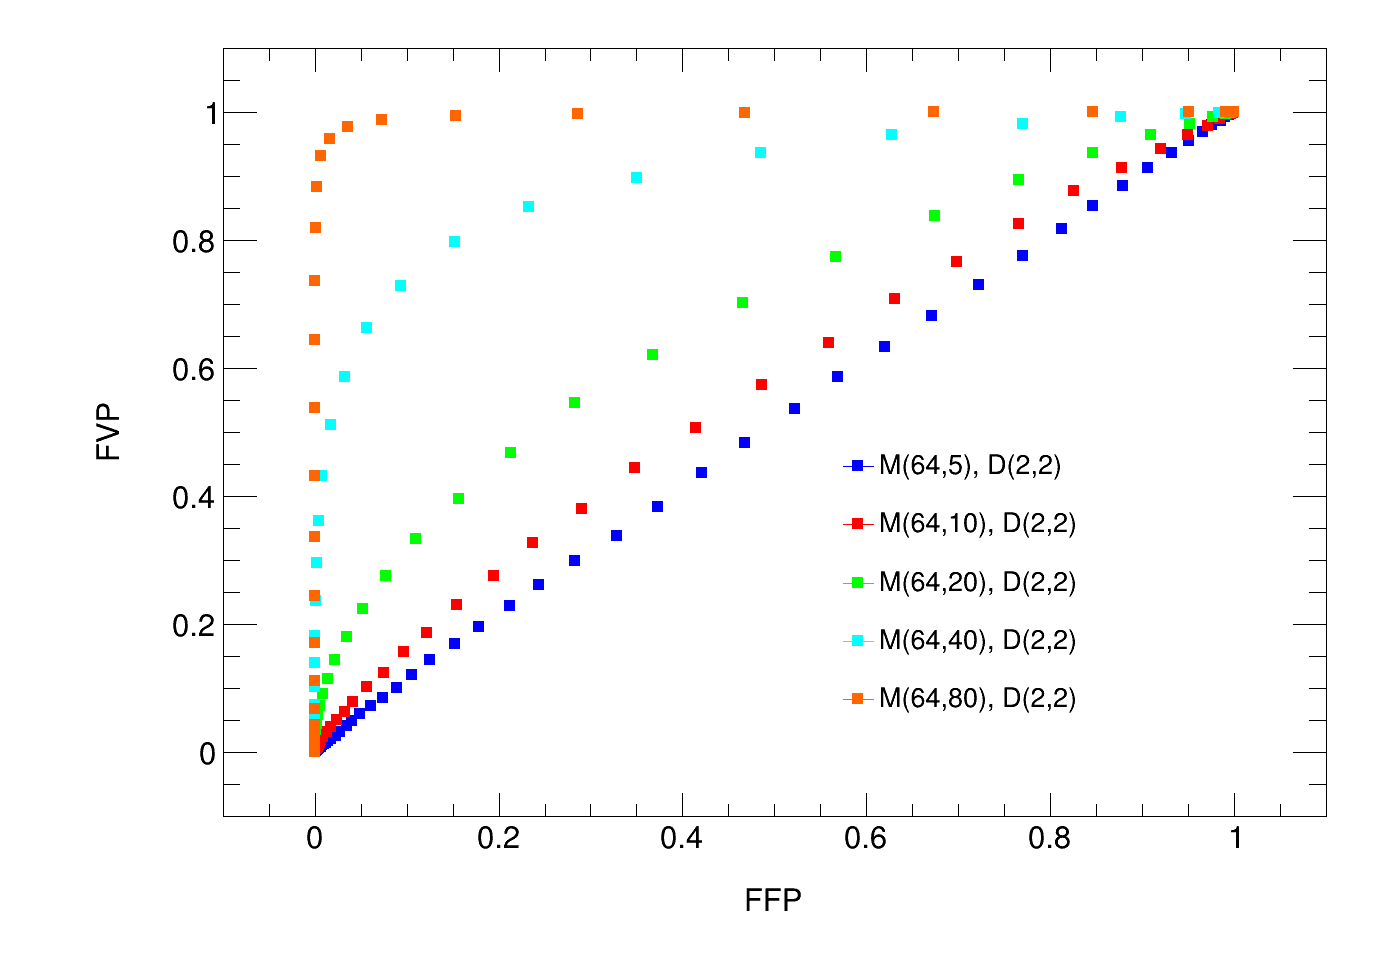 1
0.8
0.6
0.4
0.2
0
FVP
M(64,5), D(2,2)
M(64,10), D(2,2)
M(64,20), D(2,2)
M(64,40), D(2,2)
M(64,80), D(2,2)
0 0.2 0.4 0.6 0.8 1
FFP